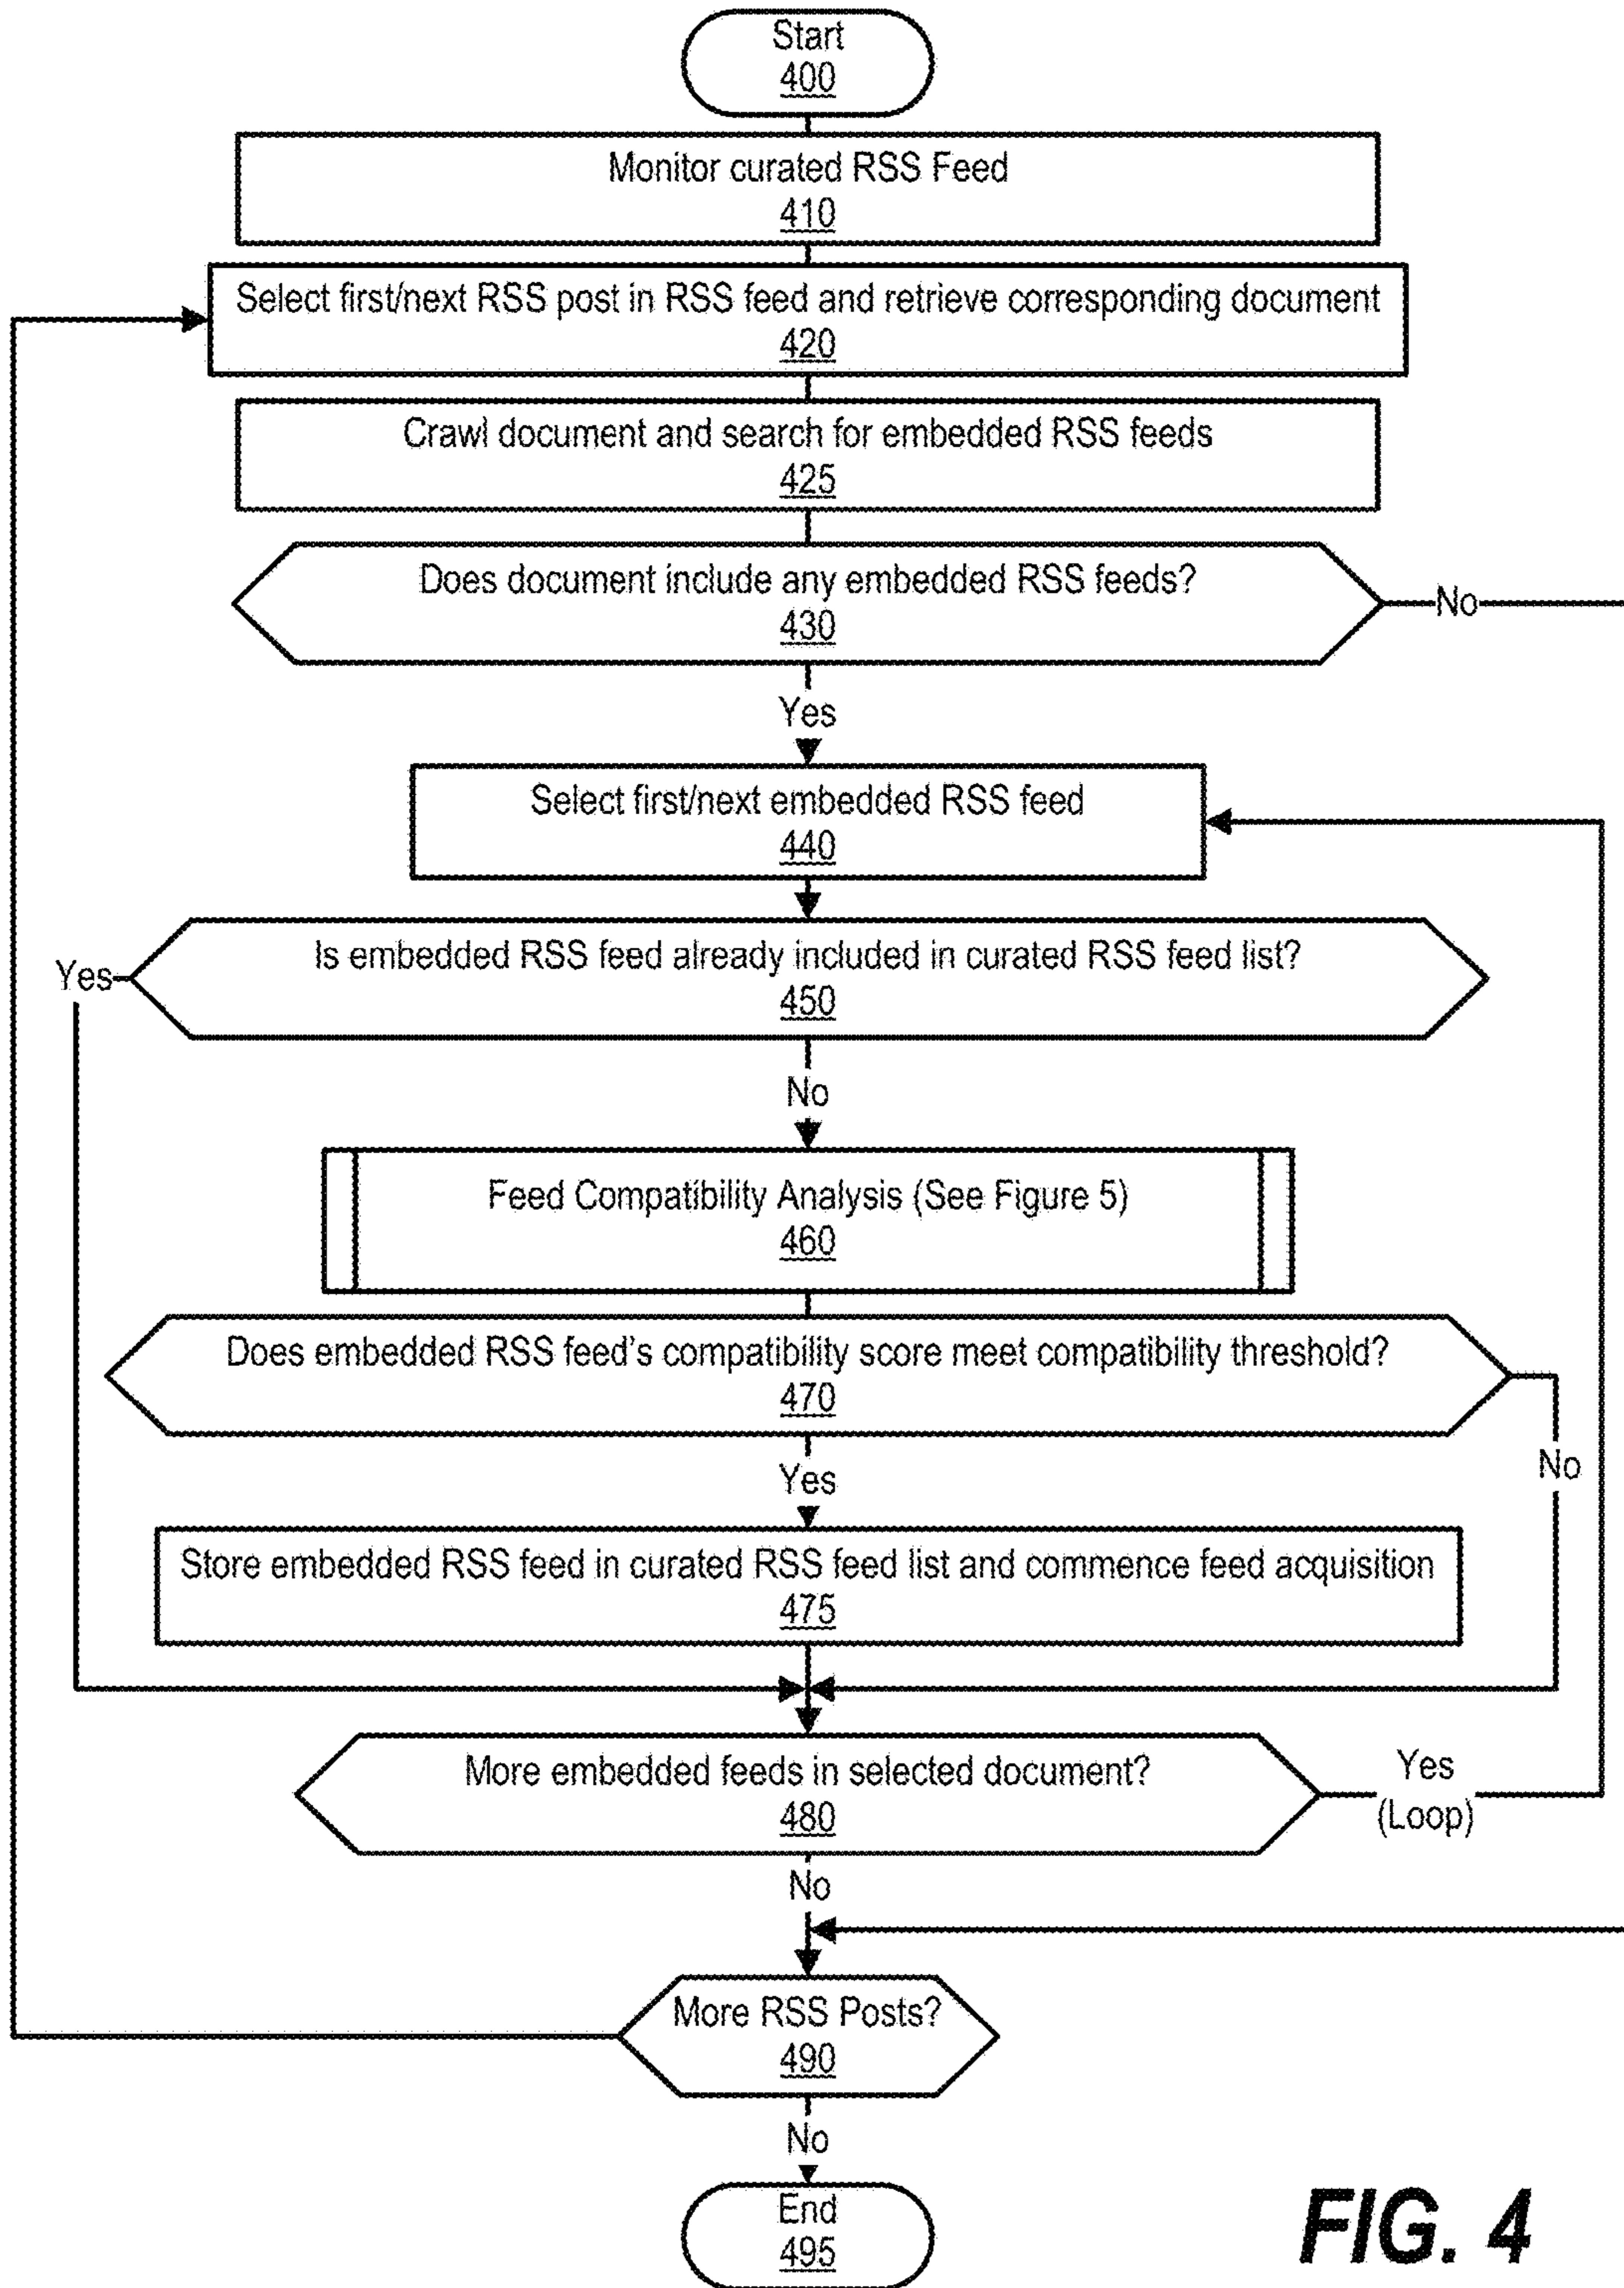 Start
400
Monitor curated RSS Feed
410
Select first/next RSS post in RSS feed and retrieve corresponding document
420
Crawl document and search for embedded RSS feeds
425
Does document include any embedded RSS feeds?
430
No
Yes
Select first/next embedded RSS feed
440
Is embedded RSS feed already included in curated RSS feed list?
450
Yes
No
Feed Compatibility Analysis (See Figure 5)
460
Does embedded RSS feed's compatibility score meet compatibility threshold?
470
No
Yes
Store embedded RSS feed in curated RSS feed list and commence feed acquisition
475
More embedded feeds in selected document?
480
Yes
(Loop)
No
More RSS Posts?
490
No
End
495
FIG. 4